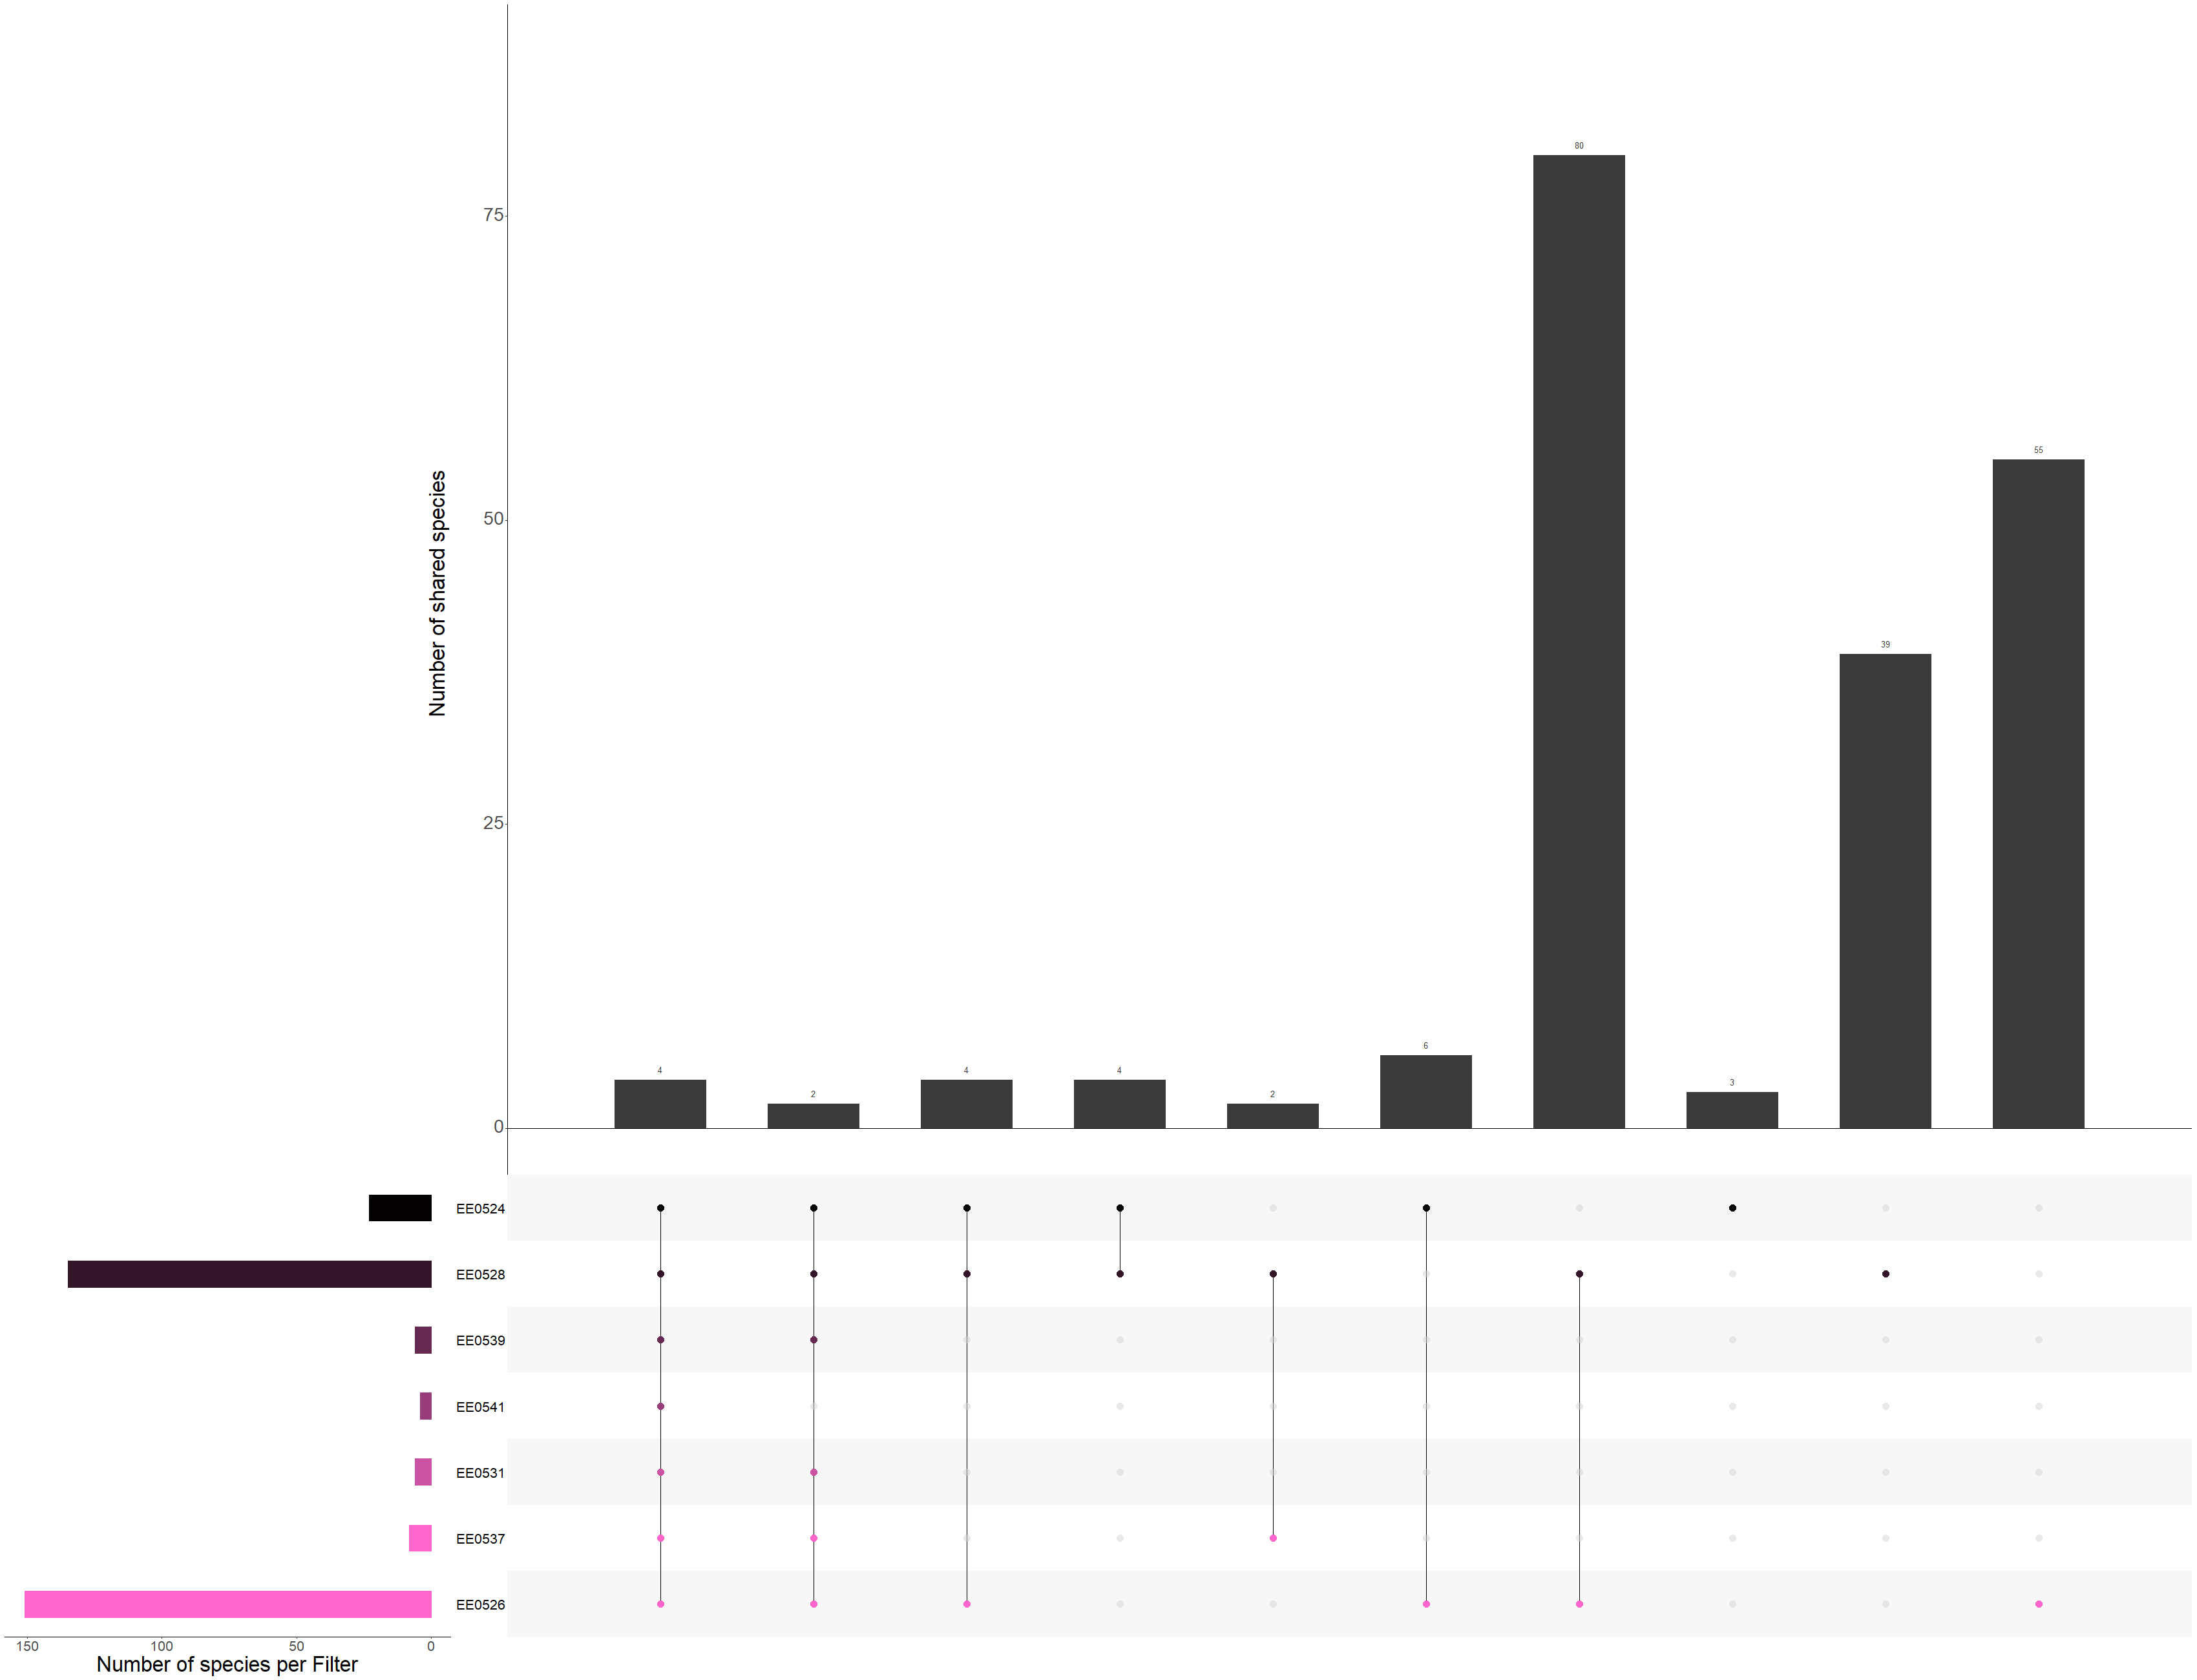 80
75
55
50
Number of shared species
39
25
6
4
2
4
4
2
3
0
EE0524
EE0528
EE0539
EE0541
EE0531
EE0537
EE0526
150 100 50 0
Number of species per Filter